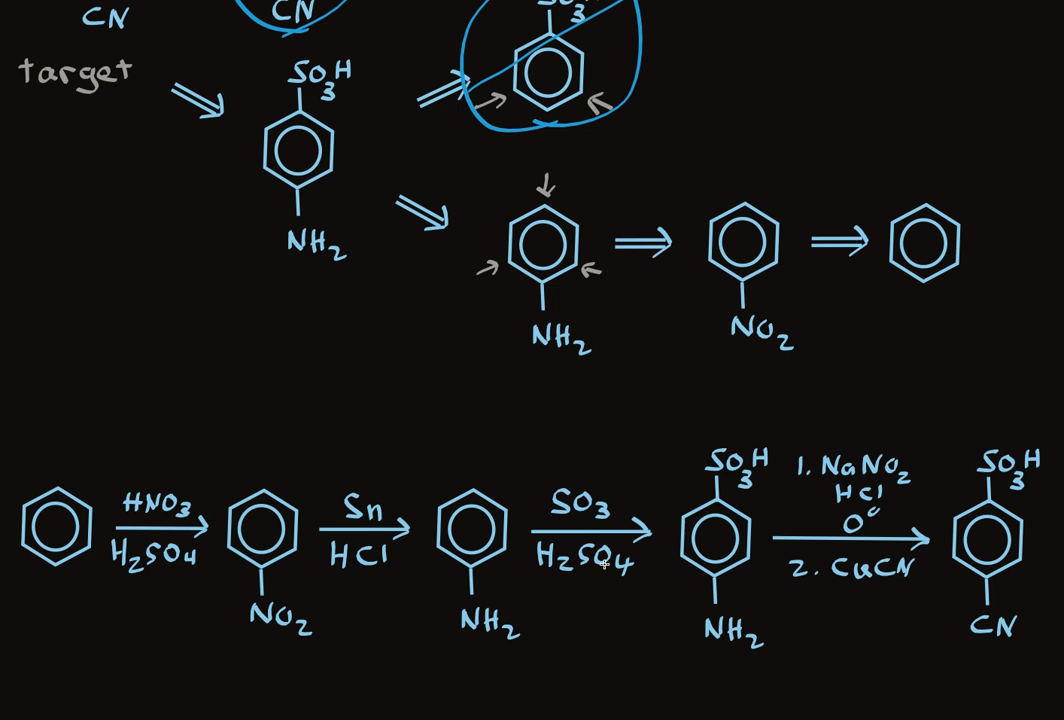 CN
CN
SO3
target
SO3H
NH2
NH2
NO2
HNO3
H2SO4
NO2
Sn
HCl
NH2
SO3
H2SO4
SO3H
NH2
1. NaNO2
HCl
0°
2. CuCN
SO3H
CN